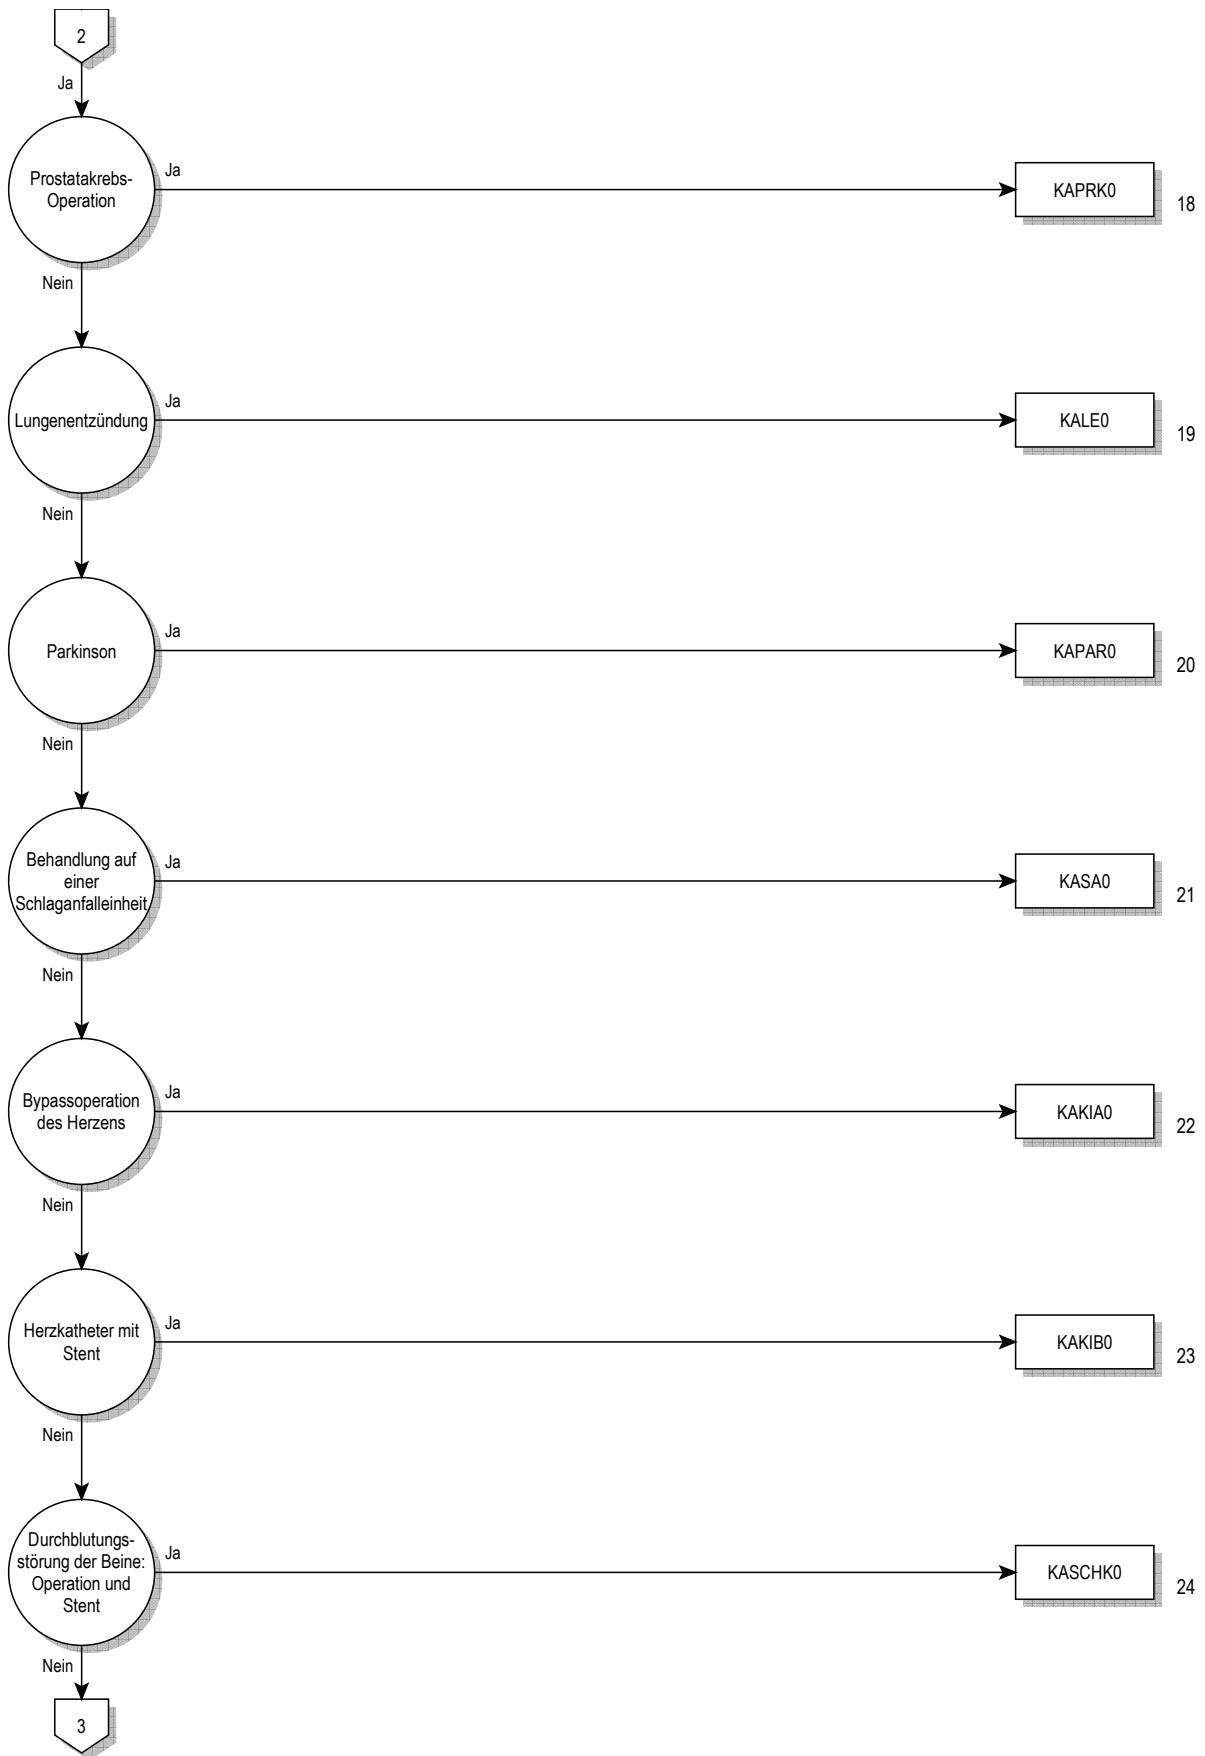 2
Ja
Prostatakrebs-
Operation
Ja
KAPRK0
18
Nein
Lungenentzündung
Ja
KALE0
19
Nein
Parkinson
Ja
KAPAR0
20
Nein
Behandlung auf
einer
Schlaganfalleinheit
Ja
KASA0
21
Nein
Bypassoperation
des Herzens
Ja
KAKIA0
22
Nein
Herzkatheter mit
Stent
Ja
KAKIB0
23
Nein
Durchblutungs-
störung der Beine:
Operation und
Stent
Ja
KASCHK0
24
Nein
3